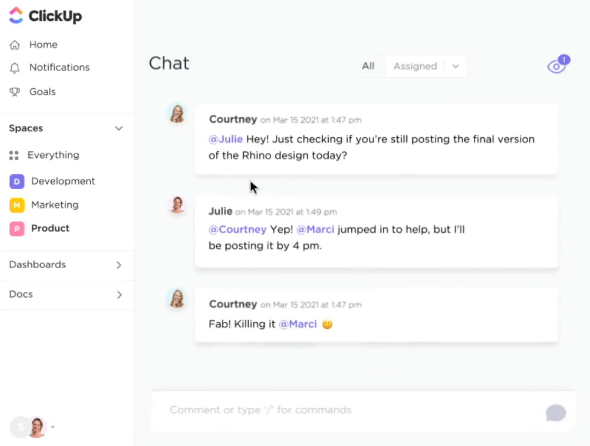 ClickUp
Home
Notifications
Goals
Spaces
Everything
D Development
M Marketing
P Product
Dashboards
Docs
S
Chat
All Assigned
1
Courtney on Mar 15 2021 at 1:47 pm
@Julie Hey! Just checking if you're still posting the final version
of the Rhino design today?
Julie on Mar 15 2021 at 1:49 pm
@Courtney Yep! @Marci jumped in to help, but I'll
be posting it by 4 pm.
Courtney on Mar 15 2021 at 1:47 pm
Fab! Killing it @Marci 😊
Comment or type '/' for commands